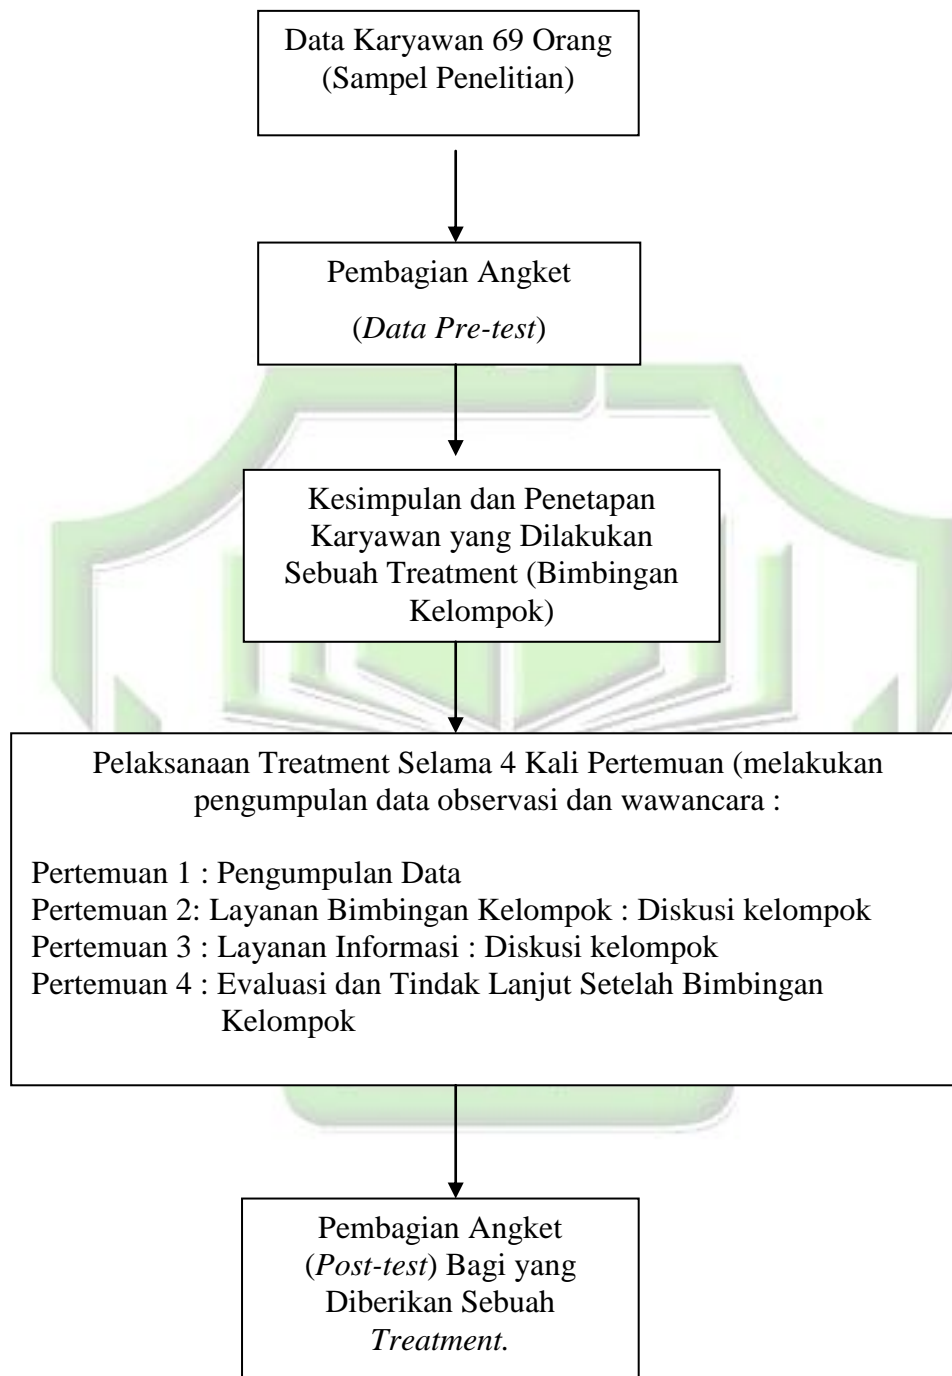 Data Karyawan 69 Orang
(Sampel Penelitian)
Pembagian Angket
(Data Pre-test)
Kesimpulan dan Penetapan
Karyawan yang Dilakukan
Sebuah Treatment (Bimbingan
Kelompok)
Pelaksanaan Treatment Selama 4 Kali Pertemuan (melakukan
pengumpulan data observasi dan wawancara :
Pertemuan 1 : Pengumpulan Data
Pertemuan 2: Layanan Bimbingan Kelompok : Diskusi kelompok
Pertemuan 3 : Layanan Informasi : Diskusi kelompok
Pertemuan 4 : Evaluasi dan Tindak Lanjut Setelah Bimbingan
Kelompok
Pembagian Angket
(Post-test) Bagi yang
Diberikan Sebuah
Treatment.